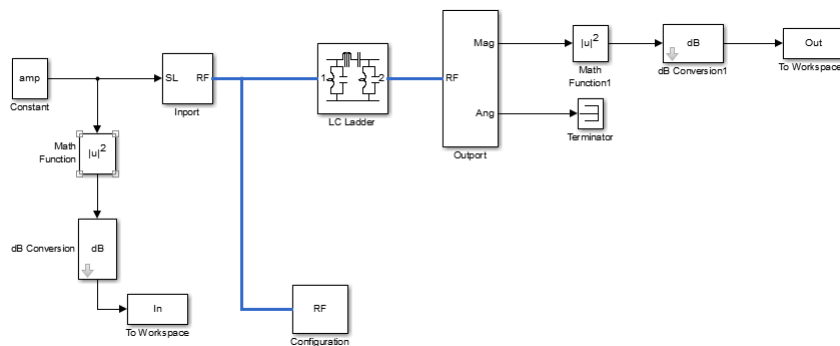 amp
Constant
SL
RF
Inport
1
2
LC Ladder
RF
Mag
Ang
Outport
|u|²
Math
Function1
dB
dB Conversion1
Out
To Workspace1
Terminator
Math
Function
|u|²
dB Conversion
dB
In
To Workspace
RF
Configuration